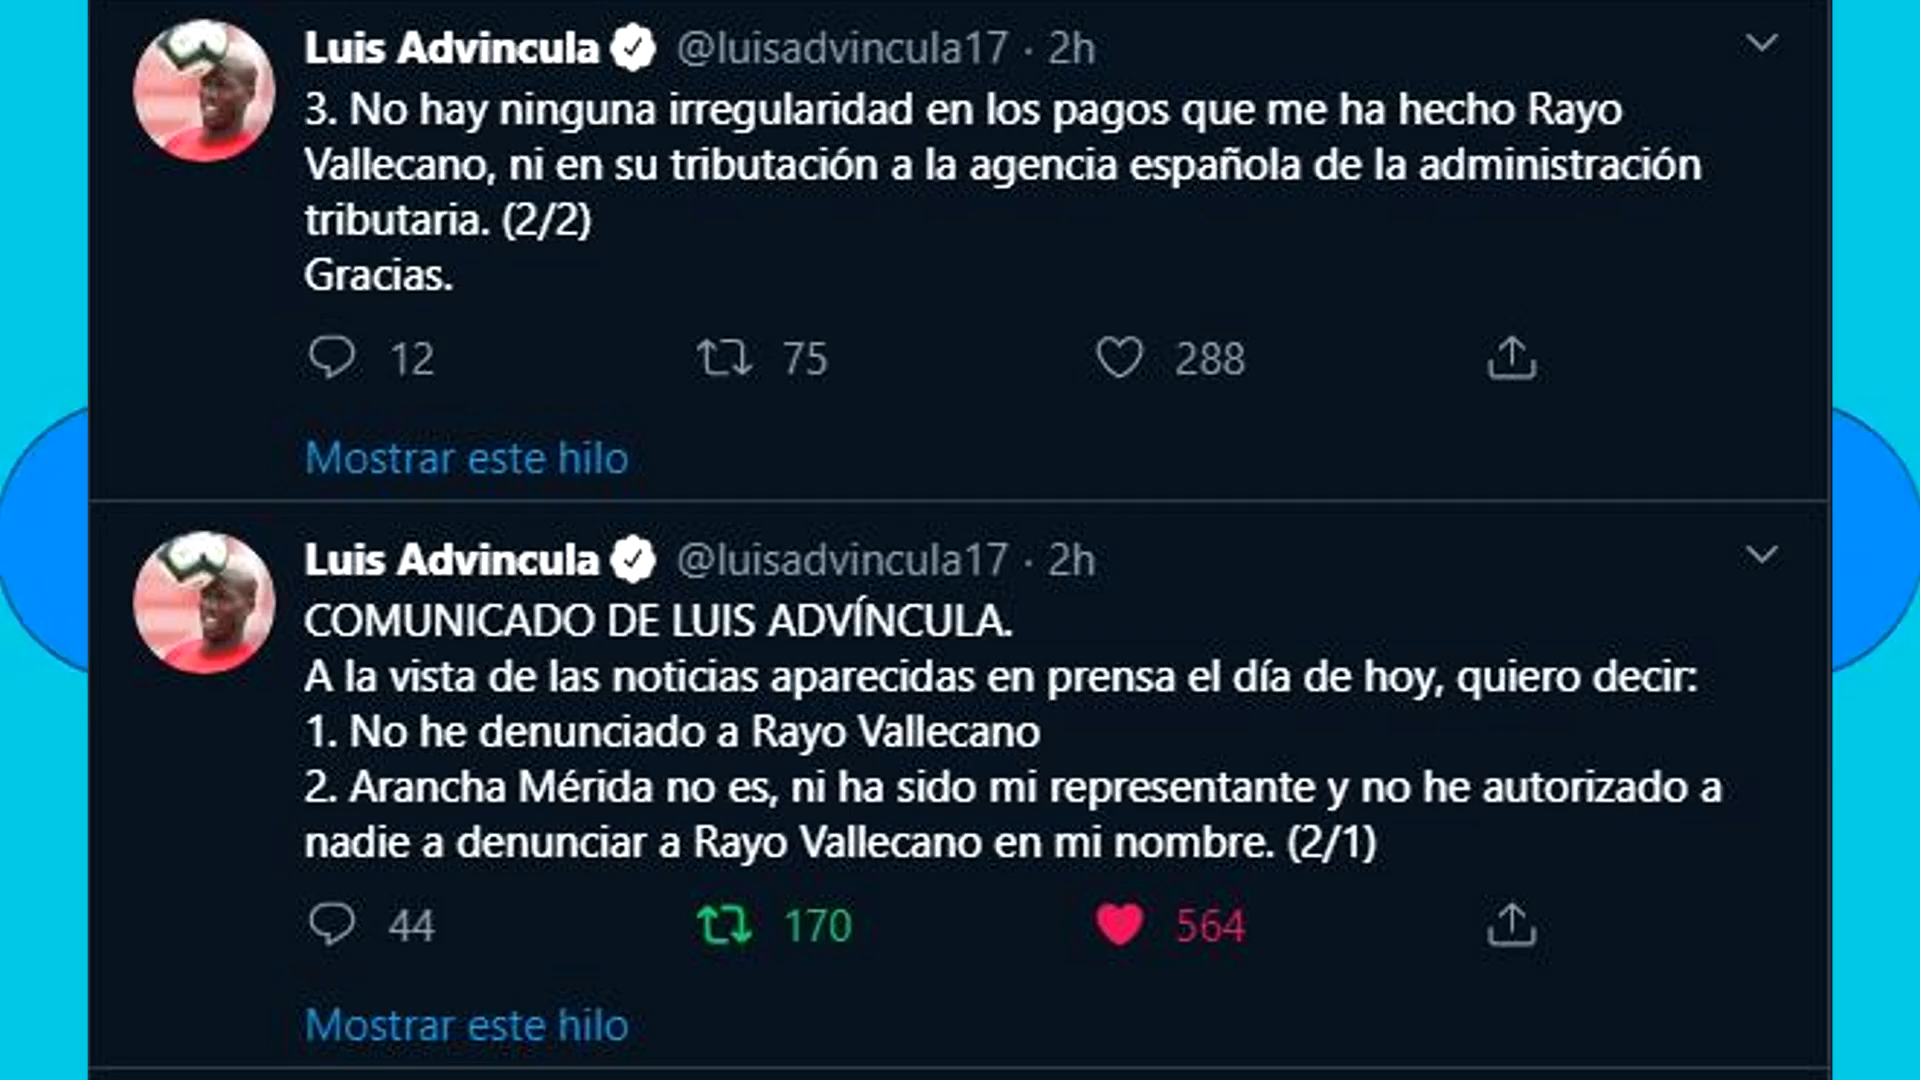 Luis Advincula @luisadvincula17 · 2h
3. No hay ninguna irregularidad en los pagos que me ha hecho Rayo
Vallecano, ni en su tributación a la agencia española de la administración
tributaria. (2/2)
Gracias.
12 75 288
Mostrar este hilo
Luis Advincula @luisadvincula17 · 2h
COMUNICADO DE LUIS ADVÍNCULA.
A la vista de las noticias aparecidas en prensa el día de hoy, quiero decir:
1. No he denunciado a Rayo Vallecano
2. Arancha Mérida no es, ni ha sido mi representante y no he autorizado a
nadie a denunciar a Rayo Vallecano en mi nombre. (2/1)
44 170 564
Mostrar este hilo